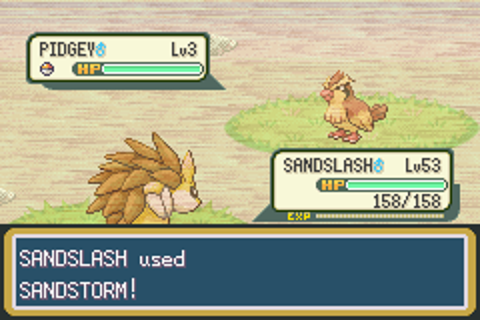 PIDGEY♂ Lv3
HP
SANDSLASH♂ Lv53
HP
158/158
EXP
SANDSLASH used
SANDSTORM!